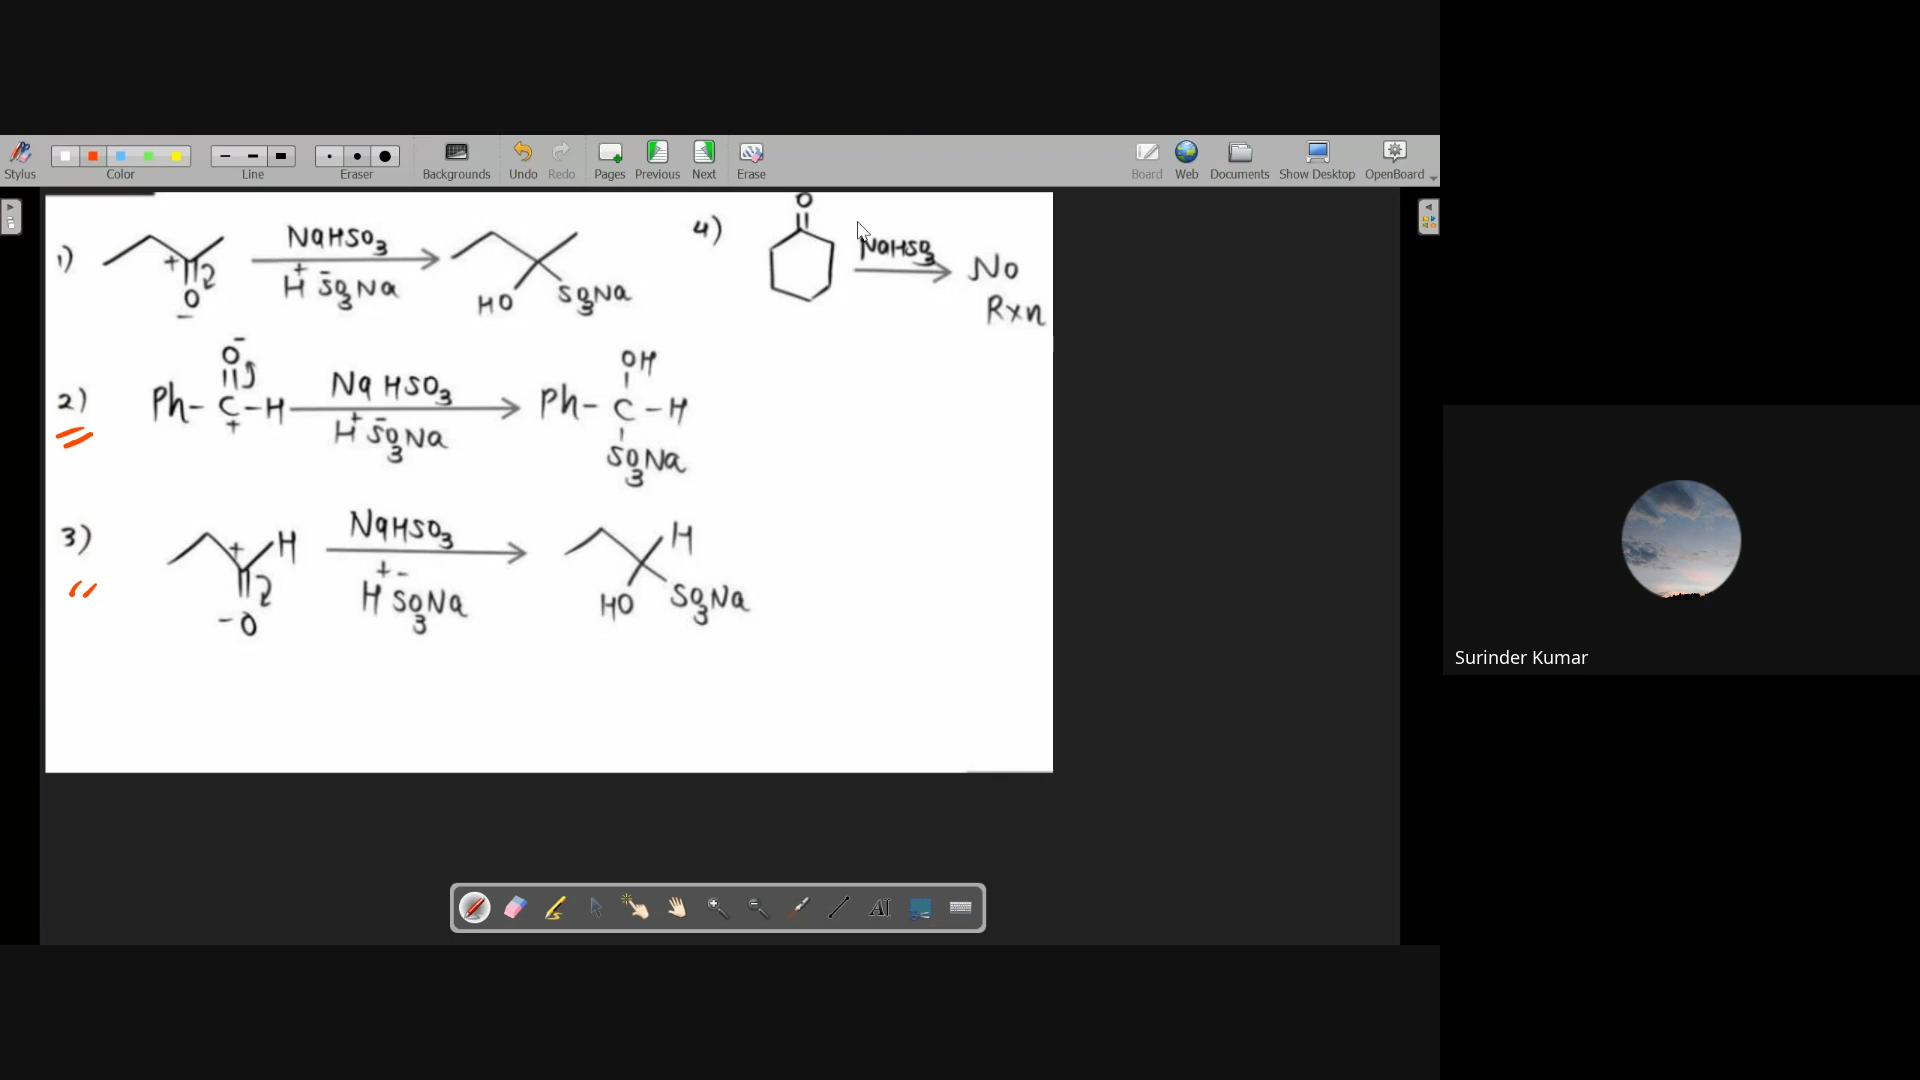 Stylus
Color
Line
Eraser
Backgrounds
Undo
Redo
Pages
Previous
Next
Erase
Board
Web
Documents
Show Desktop
OpenBoard
1)
+
O
-
NaHSO3
H+ -SO3Na
HO
SO3Na
4)
O
NaHSO3
No
Rxn
2)
O-
Ph-C-H
+
NaHSO3
H+ -SO3Na
OH
Ph-C-H
SO3Na
3)
+
H
-O
NaHSO3
H+ -SO3Na
H
HO
SO3Na
AI
Surinder Kumar